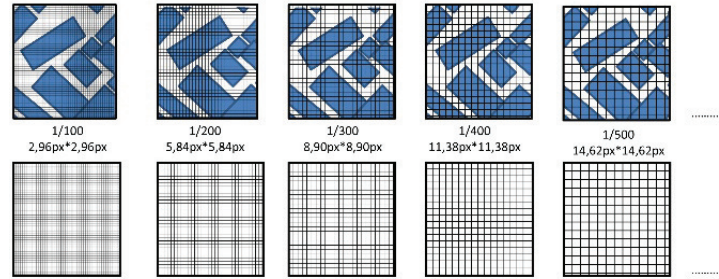 1/100
2,96px*2,96px
1/200
5,84px*5,84px
1/300
8,90px*8,90px
1/400
11,38px*11,38px
1/500
14,62px*14,62px